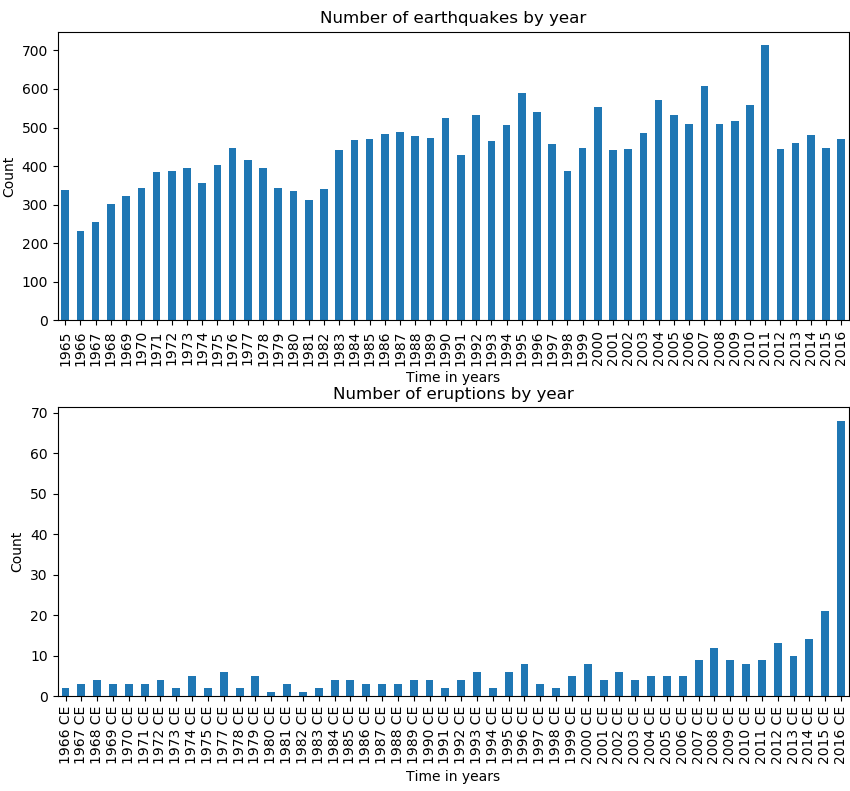 Number of earthquakes by year
700
600
500
400
300
200
100
0
Count
1965 1966 1967 1968 1969 1970 1971 1972 1973 1974 1975 1976 1977 1978 1979 1980 1981 1982 1983 1984 1985 1986 1987 1988 1989 1990 1991 1992 1993 1994 1995 1996 1997 1998 1999 2000 2001 2002 2003 2004 2005 2006 2007 2008 2009 2010 2011 2012 2013 2014 2015 2016
Time in years
Number of eruptions by year
70
60
50
40
30
20
10
0
Count
1966 CE 1967 CE 1968 CE 1969 CE 1970 CE 1971 CE 1972 CE 1973 CE 1974 CE 1975 CE 1977 CE 1978 CE 1979 CE 1980 CE 1981 CE 1982 CE 1983 CE 1984 CE 1985 CE 1986 CE 1987 CE 1988 CE 1989 CE 1990 CE 1991 CE 1992 CE 1993 CE 1994 CE 1995 CE 1996 CE 1997 CE 1998 CE 1999 CE 2000 CE 2001 CE 2002 CE 2003 CE 2004 CE 2005 CE 2006 CE 2007 CE 2008 CE 2009 CE 2010 CE 2011 CE 2012 CE 2013 CE 2014 CE 2015 CE 2016 CE
Time in years